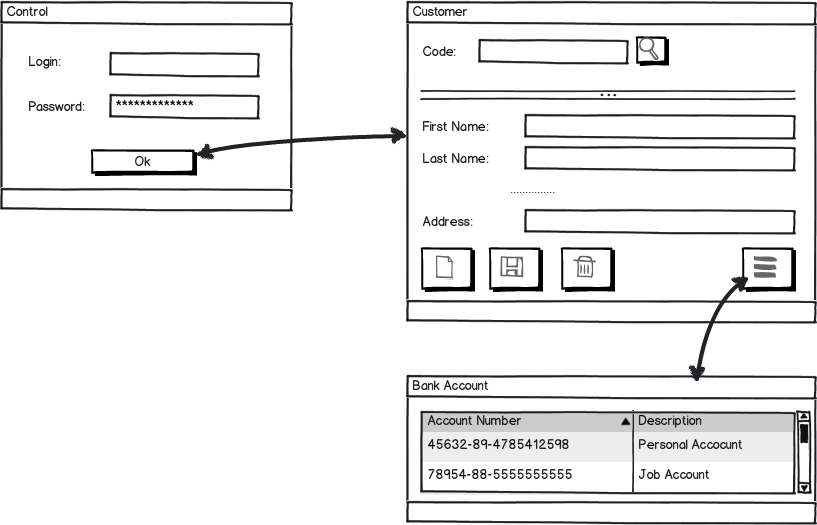 Control
Login:
Password: *************
Ok
Customer
Code:
...
First Name:
Last Name:
...............
Address:
Bank Account
Account Number Description
45632-89-4785412598 Personal Accocunt
78954-88-5555555555 Job Account